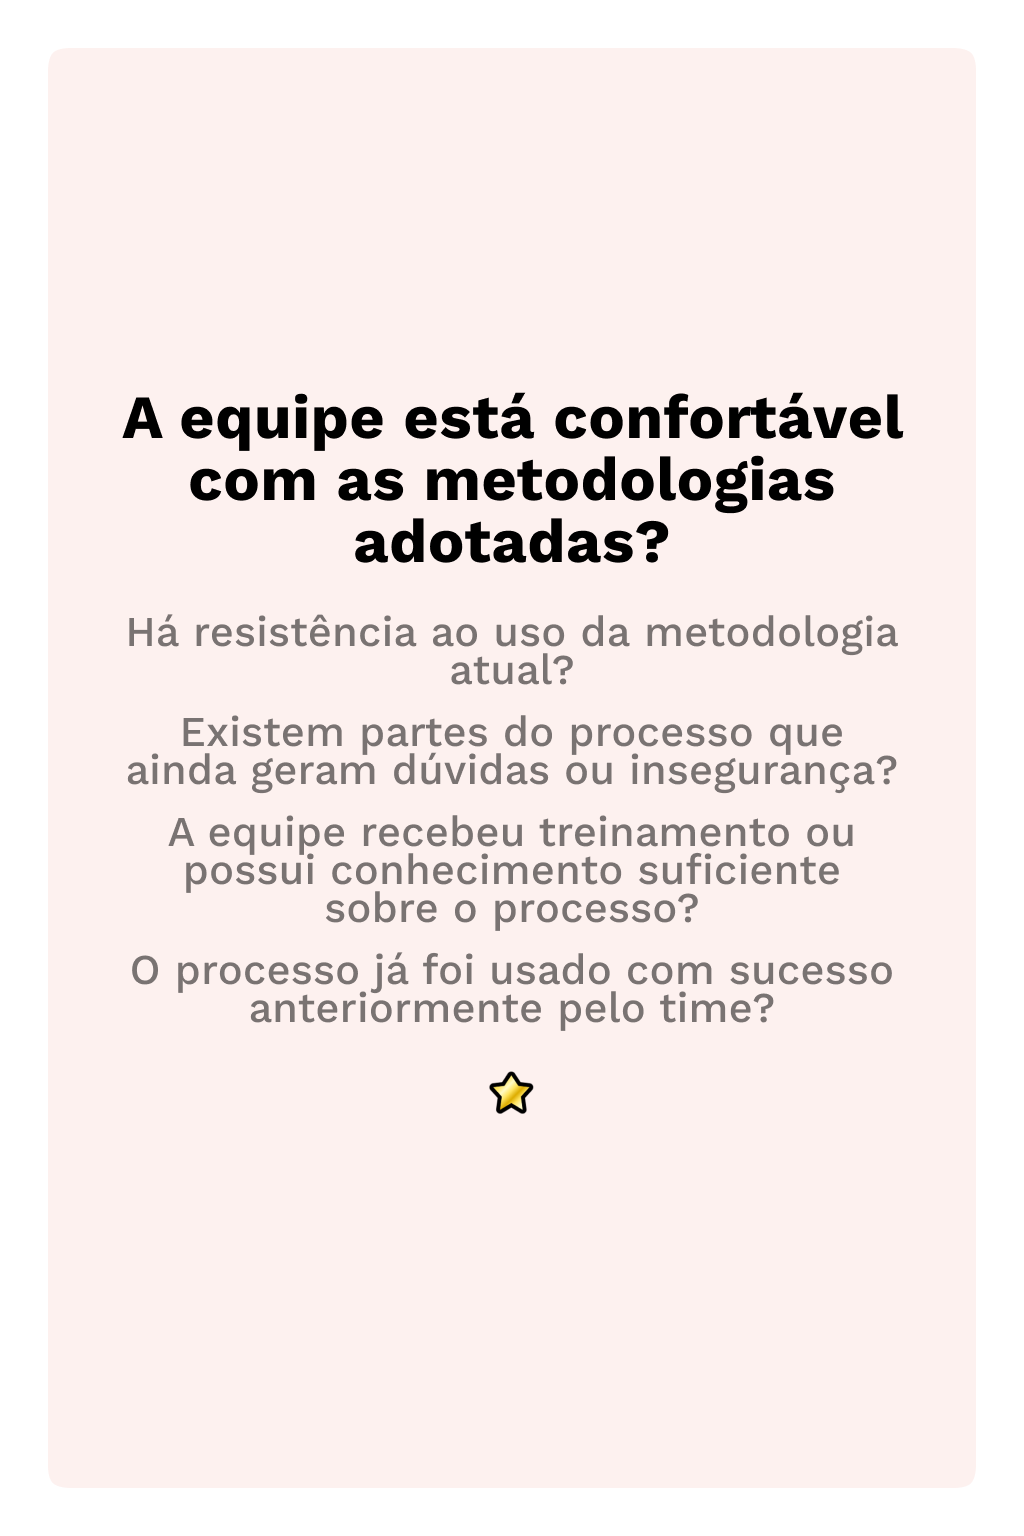 A equipe está confortável
com as metodologias
adotadas?
Há resistência ao uso da metodologia
atual?
Existem partes do processo que
ainda geram dúvidas ou insegurança?
A equipe recebeu treinamento ou
possui conhecimento suficiente
sobre o processo?
O processo já foi usado com sucesso
anteriormente pelo time?